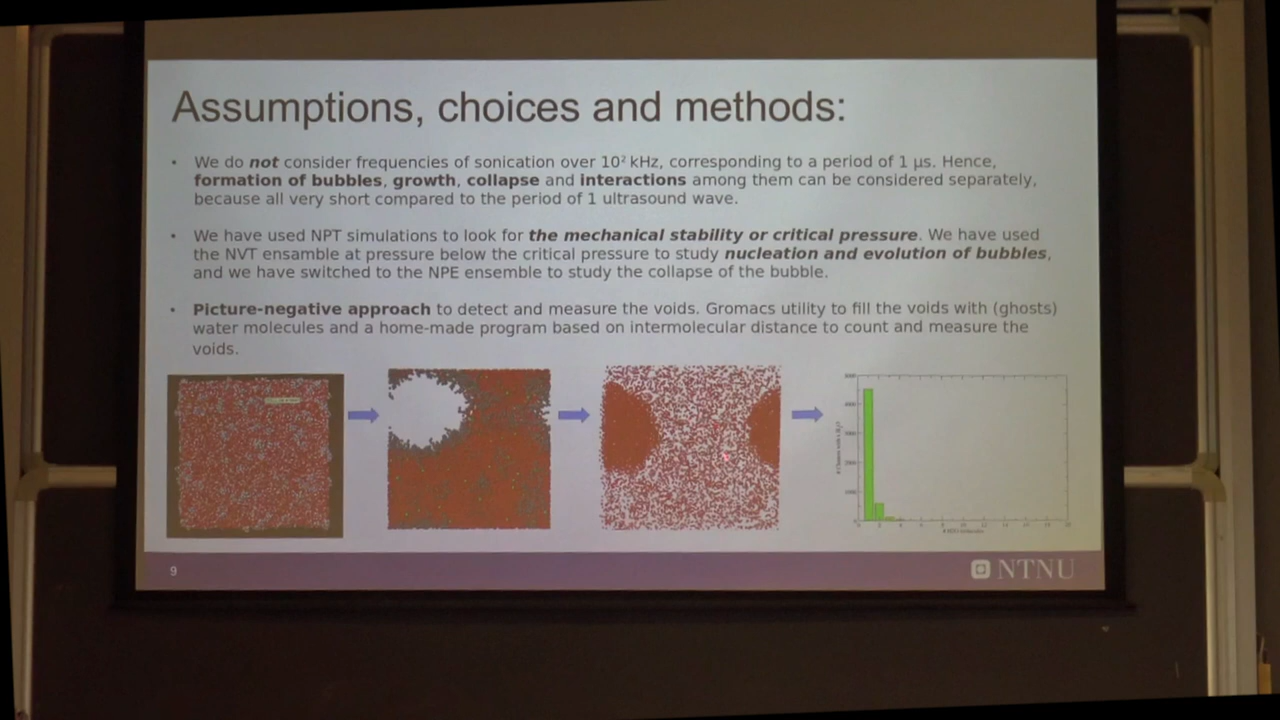 Assumptions, choices and methods:
• We do not consider frequencies of sonication over 10² kHz, corresponding to a period of 1 μs. Hence,
formation of bubbles, growth, collapse and interactions among them can be considered separately,
because all very short compared to the period of 1 ultrasound wave.
• We have used NPT simulations to look for the mechanical stability or critical pressure. We have used
the NVT ensamble at pressure below the critical pressure to study nucleation and evolution of bubbles,
and we have switched to the NPE ensemble to study the collapse of the bubble.
• Picture-negative approach to detect and measure the voids. Gromacs utility to fill the voids with (ghosts)
water molecules and a home-made program based on intermolecular distance to count and measure the
voids.
9
NTNU